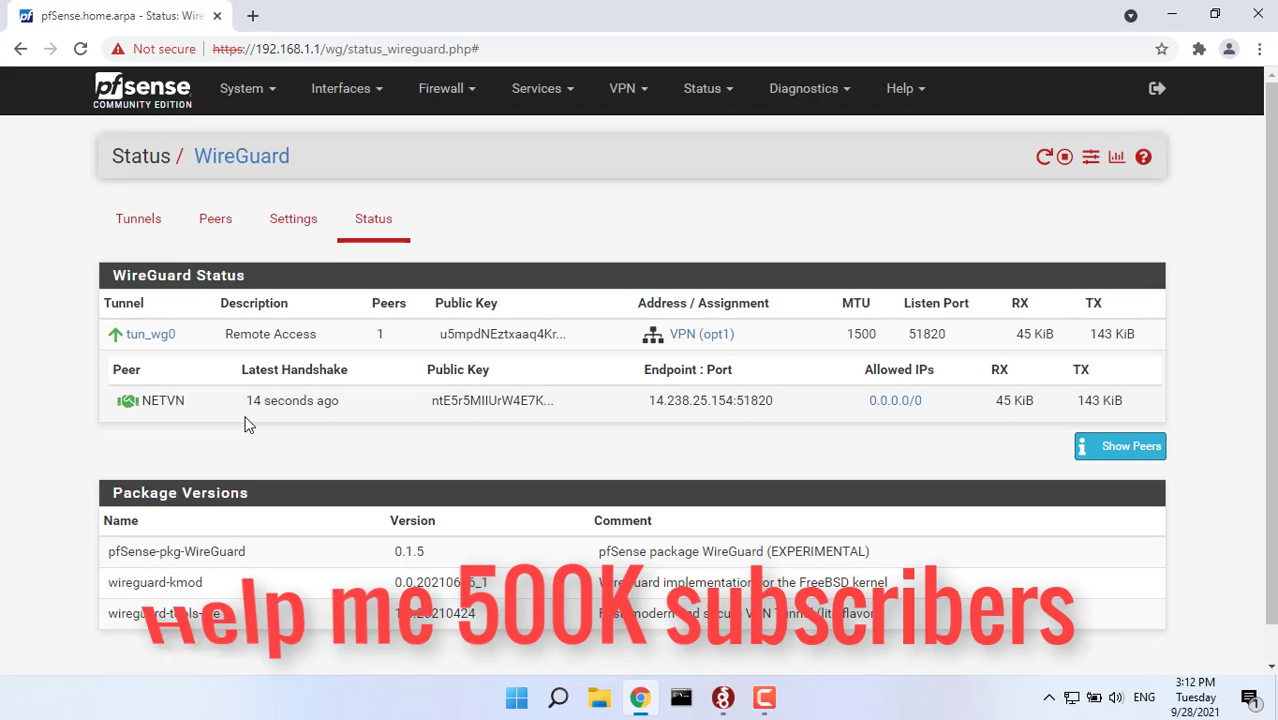 pfSense.home.arpa - Status: Wire
Not secure https://192.168.1.1/wg/status_wireguard.php#
pfsense COMMUNITY EDITION
System Interfaces Firewall Services VPN Status Diagnostics Help
Status / WireGuard
Tunnels Peers Settings Status
WireGuard Status
Tunnel Description Peers Public Key Address / Assignment MTU Listen Port RX TX
tun_wg0 Remote Access 1 u5mpdNEztxaaq4Kr... VPN (opt1) 1500 51820 45 KiB 143 KiB
Peer Latest Handshake Public Key Endpoint : Port Allowed IPs RX TX
NETVN 14 seconds ago ntE5r5MIIUrW4E7K... 14.238.25.154:51820 0.0.0.0/0 45 KiB 143 KiB
Show Peers
Package Versions
Name Version Comment
pfSense-pkg-WireGuard 0.1.5 pfSense package WireGuard (EXPERIMENTAL)
wireguard-kmod the FreeBSD kernel
Help me 500K subscribers
ENG
3:12 PM
Tuesday
9/28/2021
1